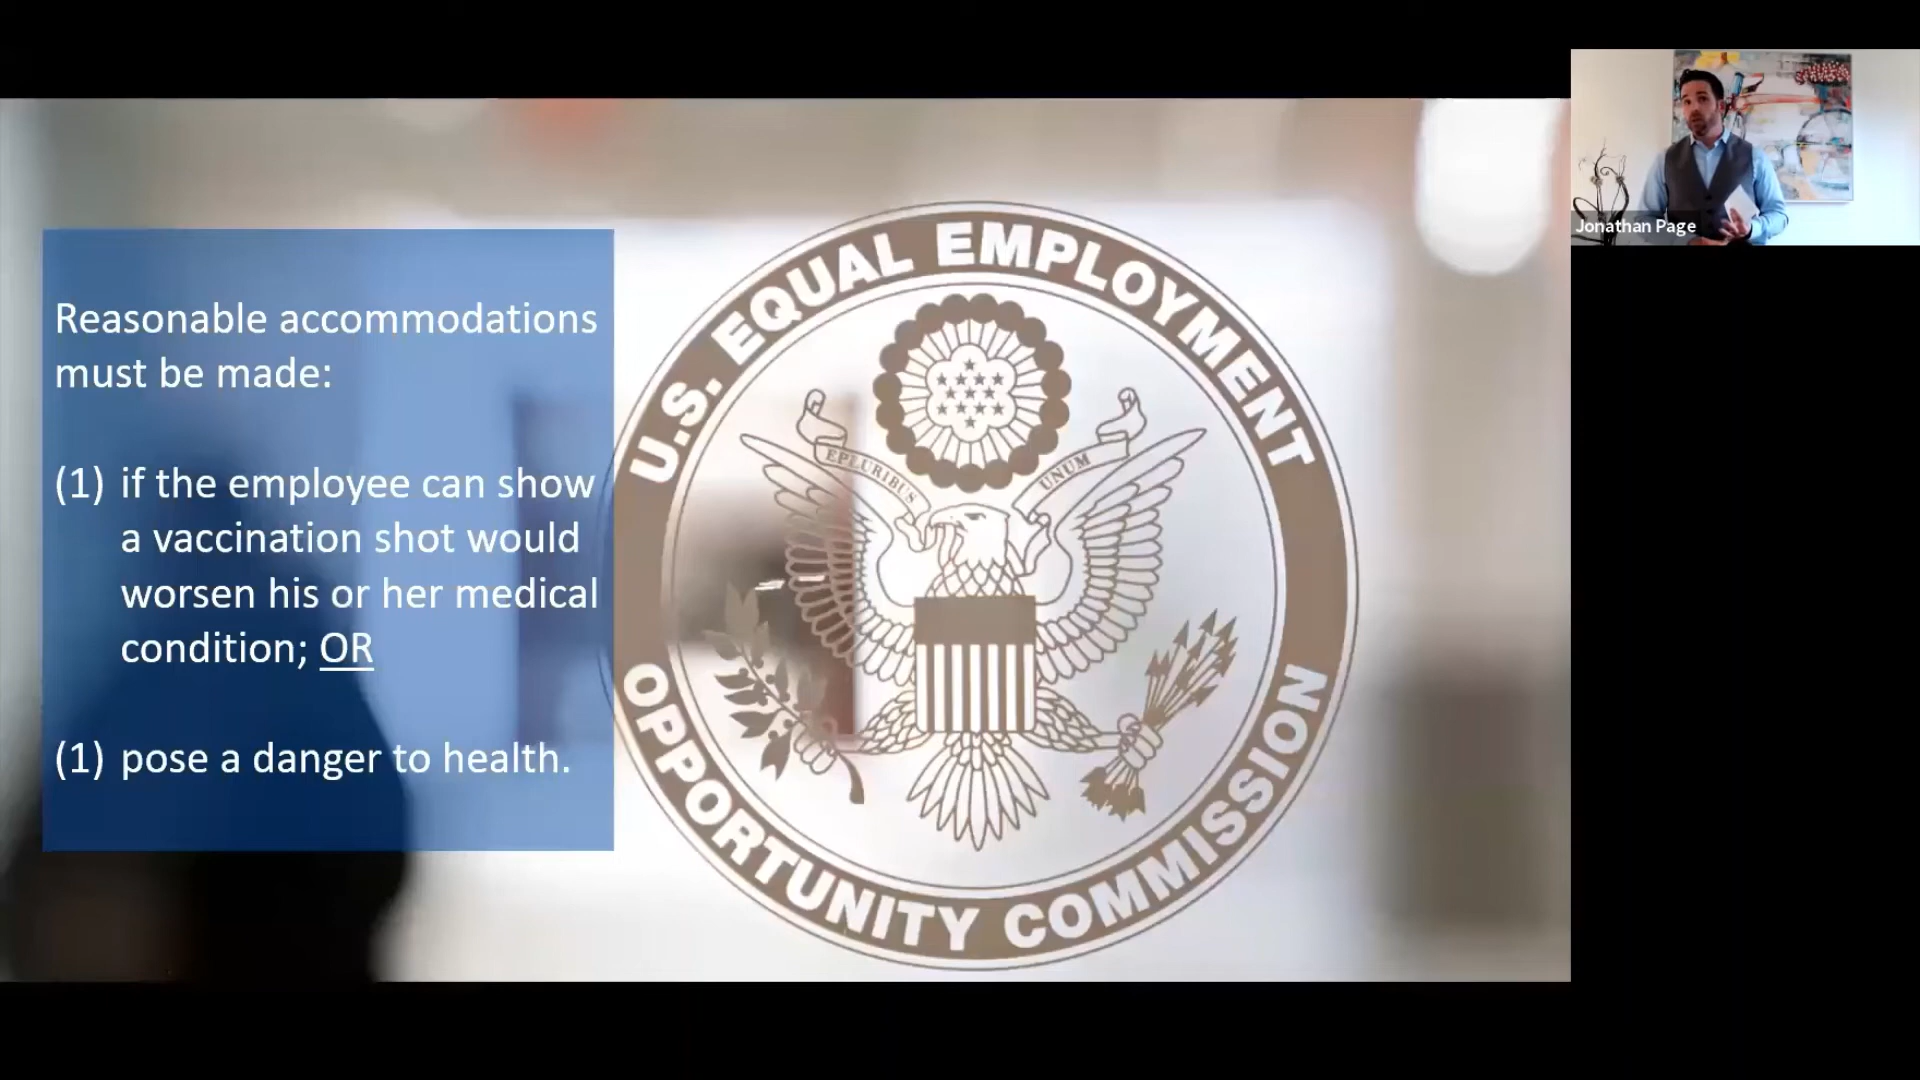 Reasonable accommodations
must be made:
(1) if the employee can show
a vaccination shot would
worsen his or her medical
condition; OR
(1) pose a danger to health.
U.S. EQUAL EMPLOYMENT
E PLURIBUS UNUM
OPPORTUNITY COMMISSION
Jonathan Page